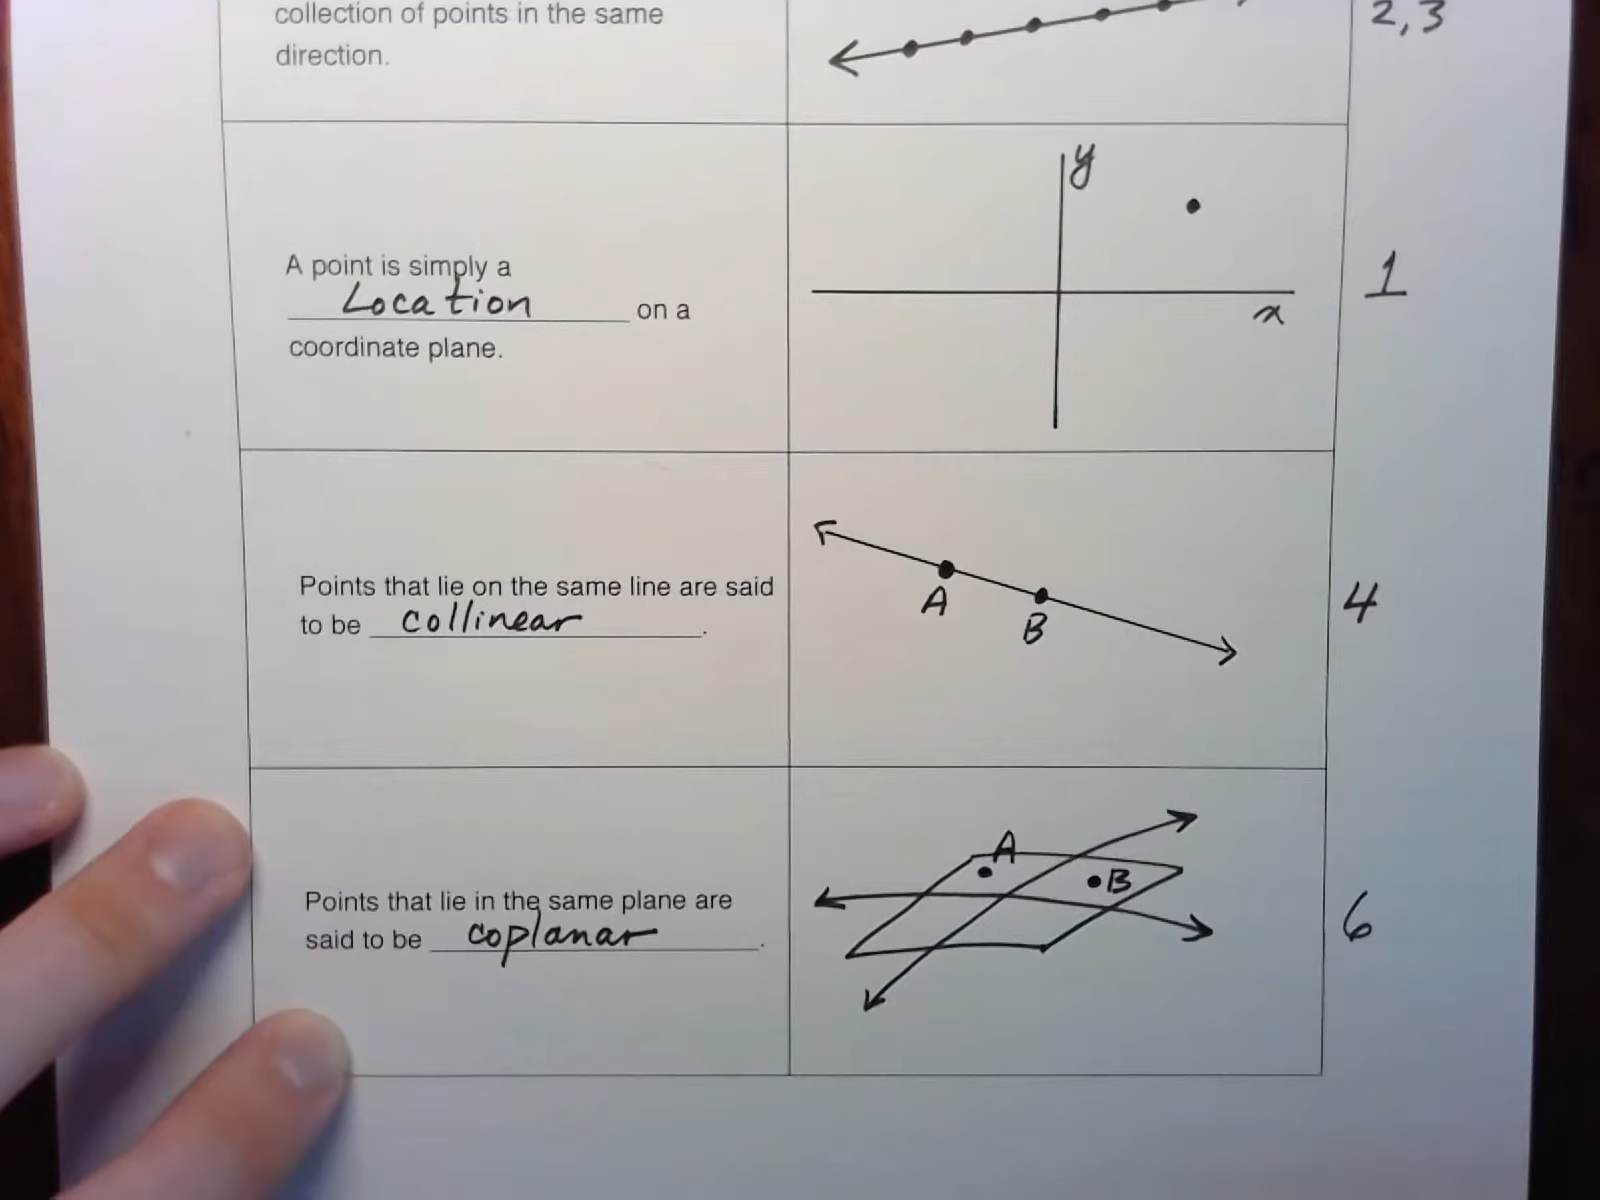 collection of points in the same
direction.
2,3
y
A point is simply a
Location on a
coordinate plane.
x
1
Points that lie on the same line are said
to be collinear.
A
B
4
A
B
Points that lie in the same plane are
said to be coplanar.
6